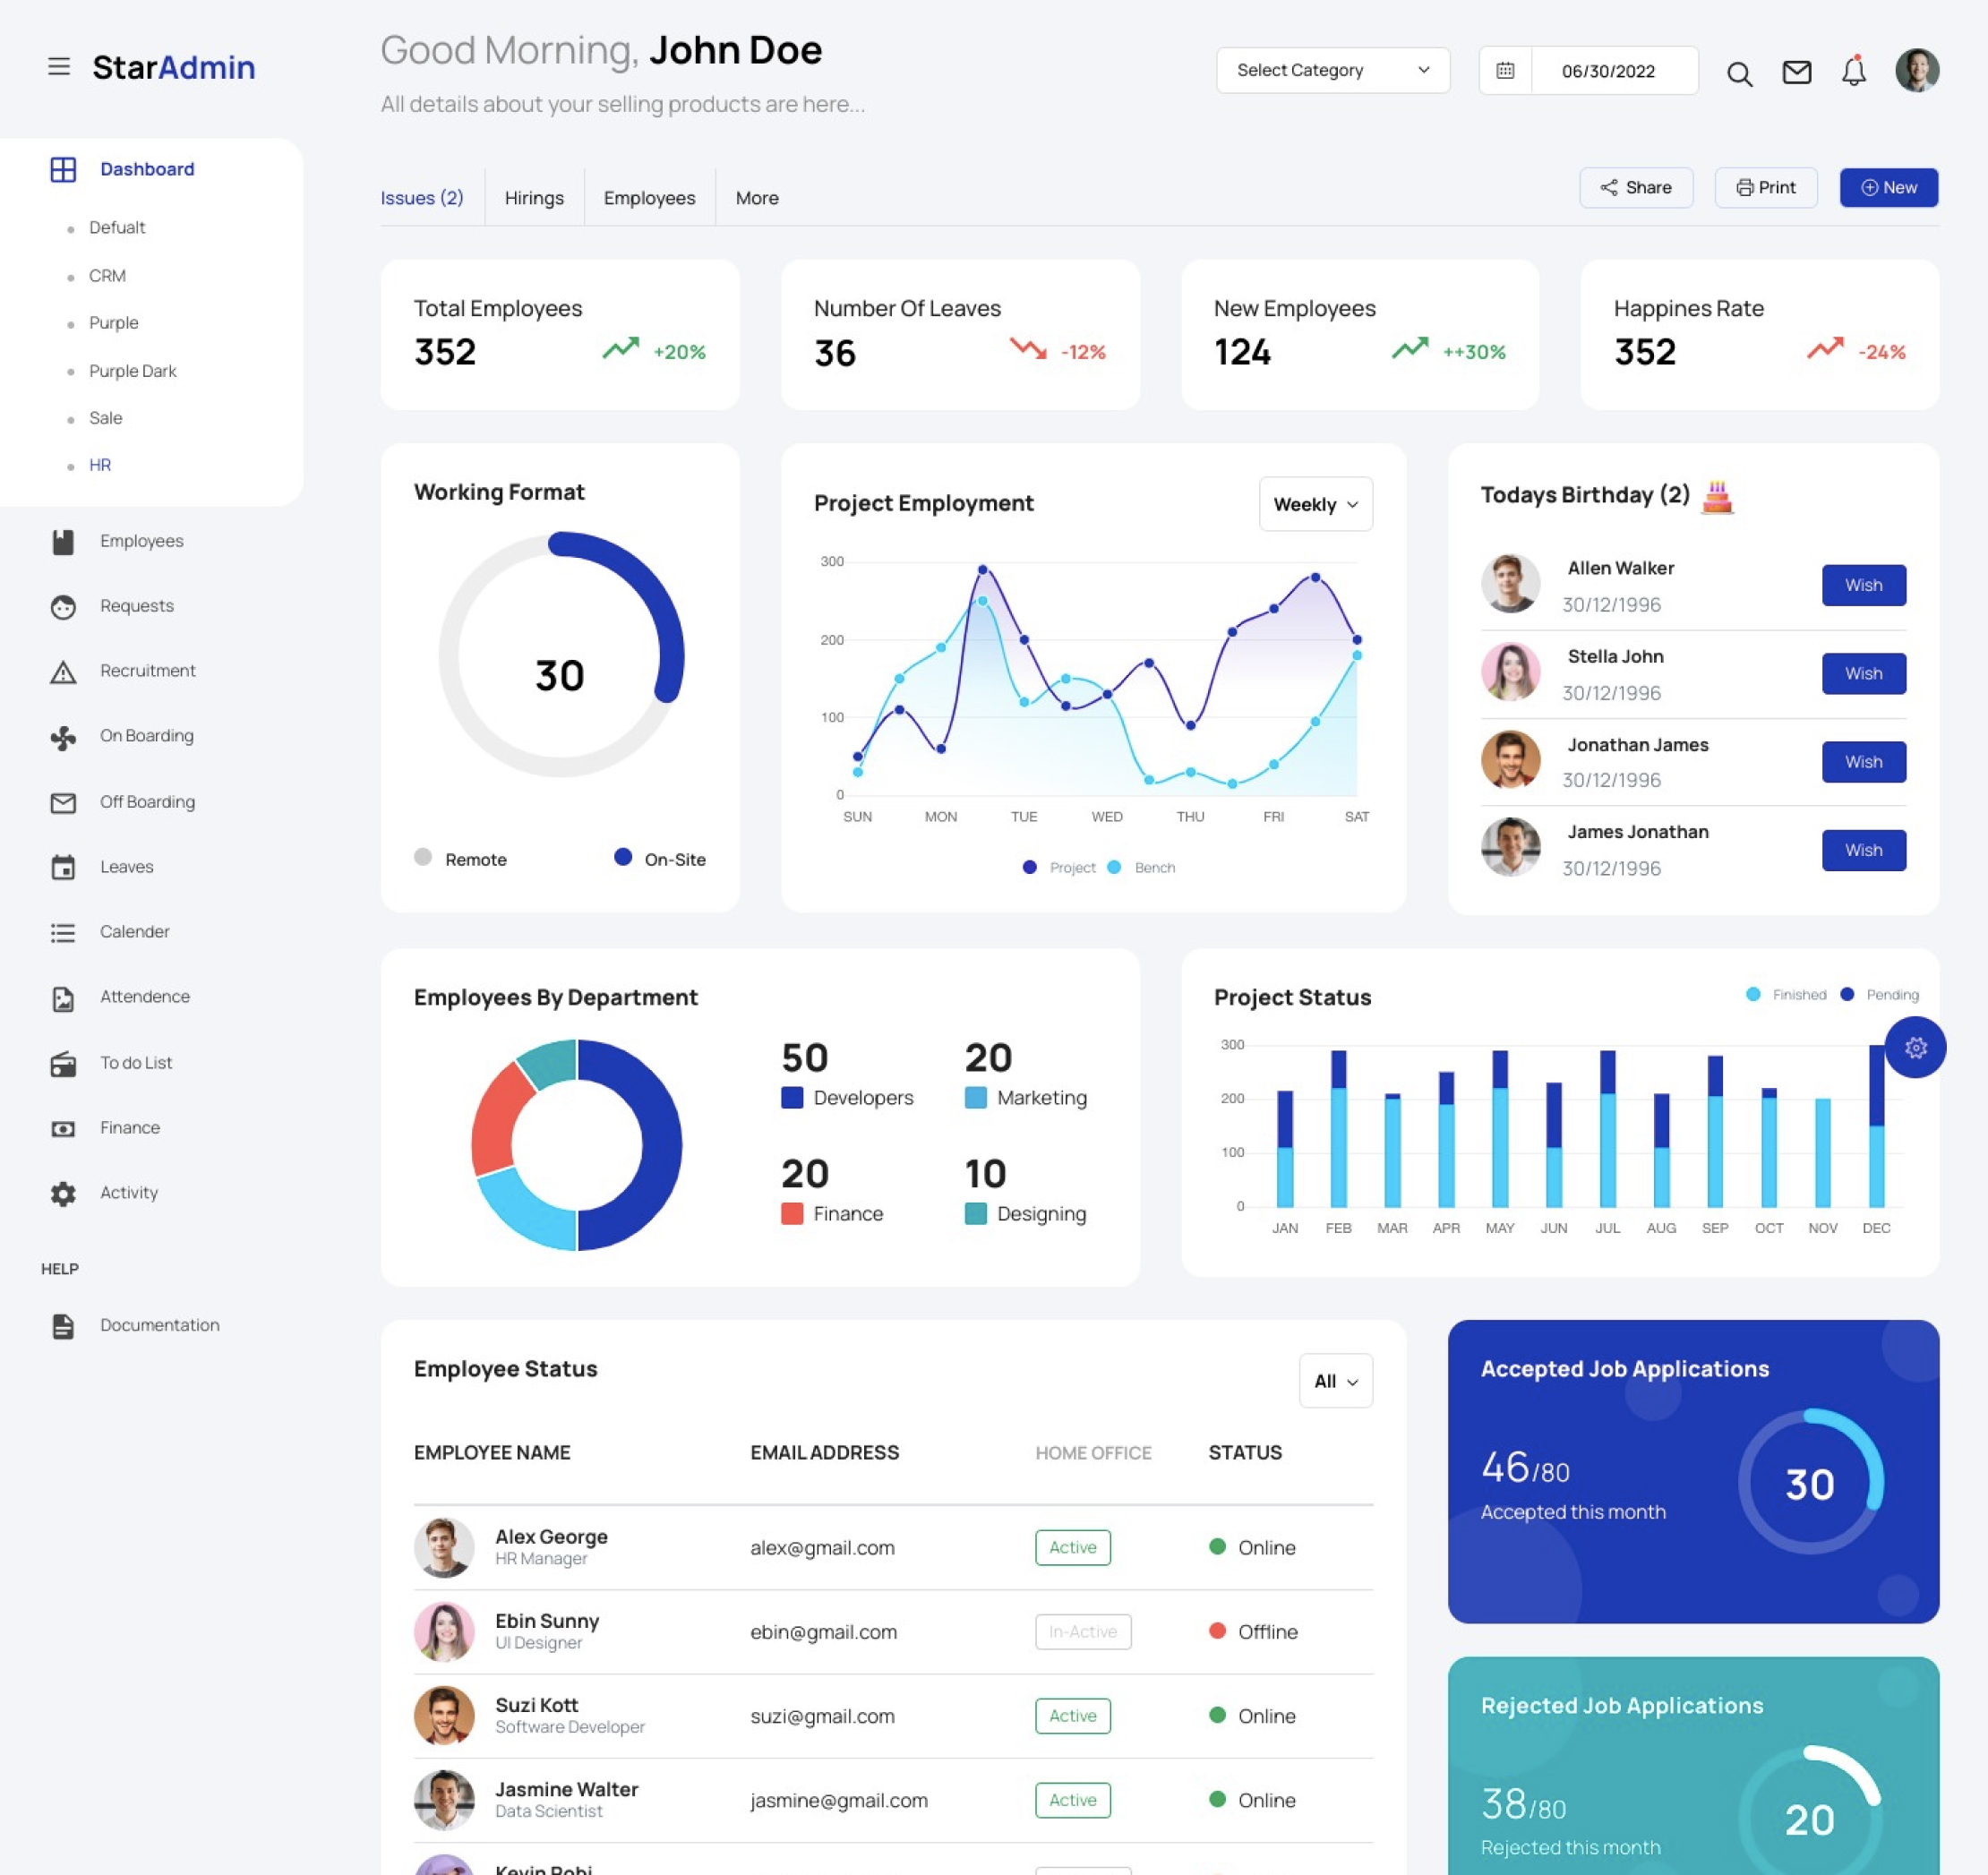 StarAdmin
Good Morning, John Doe
All details about your selling products are here...
Select Category
06/30/2022
Dashboard
Defualt
CRM
Purple
Purple Dark
Sale
HR
Employees
Requests
Recruitment
On Boarding
Off Boarding
Leaves
Calender
Attendence
To do List
Finance
Activity
HELP
Documentation
Issues (2)
Hirings
Employees
More
Share
Print
New
Total Employees
352
+20%
Number Of Leaves
36
-12%
New Employees
124
++30%
Happines Rate
352
-24%
Working Format
30
Remote
On-Site
Project Employment
Weekly
300
200
100
0
SUN MON TUE WED THU FRI SAT
Project Bench
Todays Birthday (2)
Allen Walker
30/12/1996
Wish
Stella John
30/12/1996
Wish
Jonathan James
30/12/1996
Wish
James Jonathan
30/12/1996
Wish
Employees By Department
50
Developers
20
Marketing
20
Finance
10
Designing
Project Status
Finished Pending
300
200
100
0
JAN FEB MAR APR MAY JUN JUL AUG SEP OCT NOV DEC
Employee Status
All
EMPLOYEE NAME EMAIL ADDRESS HOME OFFICE STATUS
Alex George
HR Manager
alex@gmail.com
Active
Online
Ebin Sunny
UI Designer
ebin@gmail.com
In-Active
Offline
Suzi Kott
Software Developer
suzi@gmail.com
Active
Online
Jasmine Walter
Data Scientist
jasmine@gmail.com
Active
Online
Kevin Robi
Accepted Job Applications
46/80
Accepted this month
30
Rejected Job Applications
38/80
Rejected this month
20